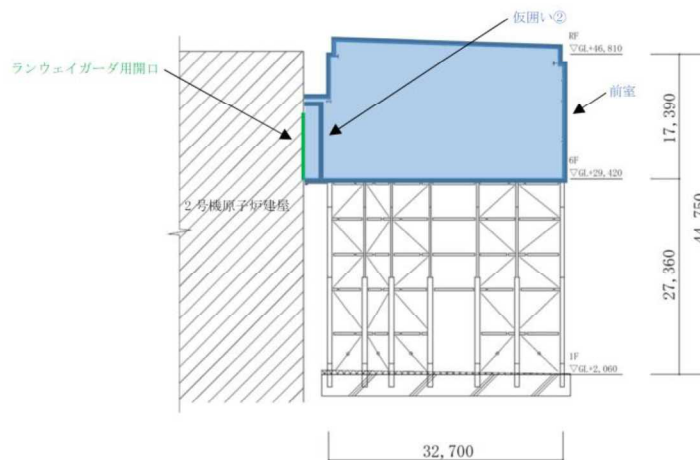 仮囲い②
RF
▽GL+46,810
ランウェイガーダ用開口
前室
17,390
6F
▽GL+29,420
2号機原子炉建屋
44,750
27,360
1F
▽GL+2,060
32,700